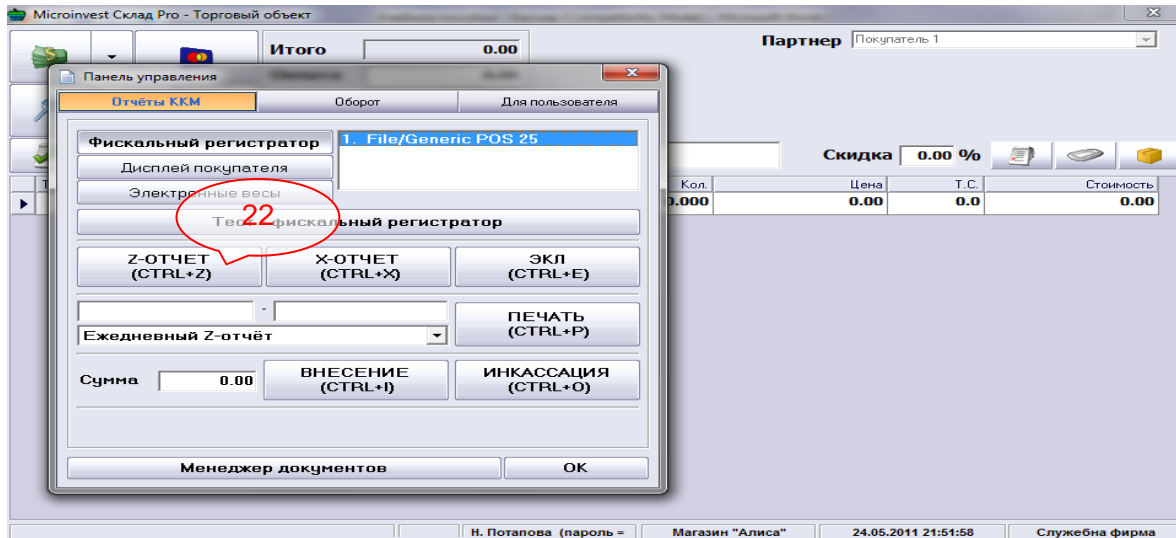 Microinvest Склад Pro - Торговый объект
Итого 0.00
Партнер Покупатель 1
Панель управления
Отчёты ККМ Оборот Для пользователя
Фискальный регистратор 1. File/Generic POS 25
Дисплей покупателя
Электронные весы
Скидка 0.00 %
22
Тест фискальный регистратор
Кол. Цена Т.С. Стоимость
0.000 0.00 0.0 0.00
Z-ОТЧЕТ X-ОТЧЕТ ЭКЛ
(CTRL+Z) (CTRL+X) (CTRL+E)
-
ПЕЧАТЬ
(CTRL+P)
Ежедневный Z-отчёт
Сумма 0.00
ВНЕСЕНИЕ ИНКАССАЦИЯ
(CTRL+I) (CTRL+O)
Менеджер документов OK
Н. Потапова (пароль = Магазин "Алиса" 24.05.2011 21:51:58 Служебна фирма